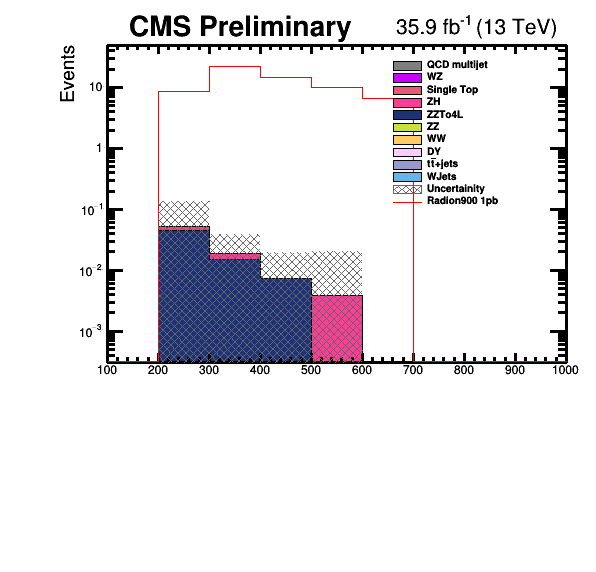 CMS Preliminary
35.9 fb⁻¹ (13 TeV)
Events
10
1
10⁻¹
10⁻²
10⁻³
QCD multijet
WZ
Single Top
ZH
ZZTo4L
ZZ
WW
DY
tt̄+jets
WJets
Uncertainity
Radion900 1pb
100 200 300 400 500 600 700 800 900 1000